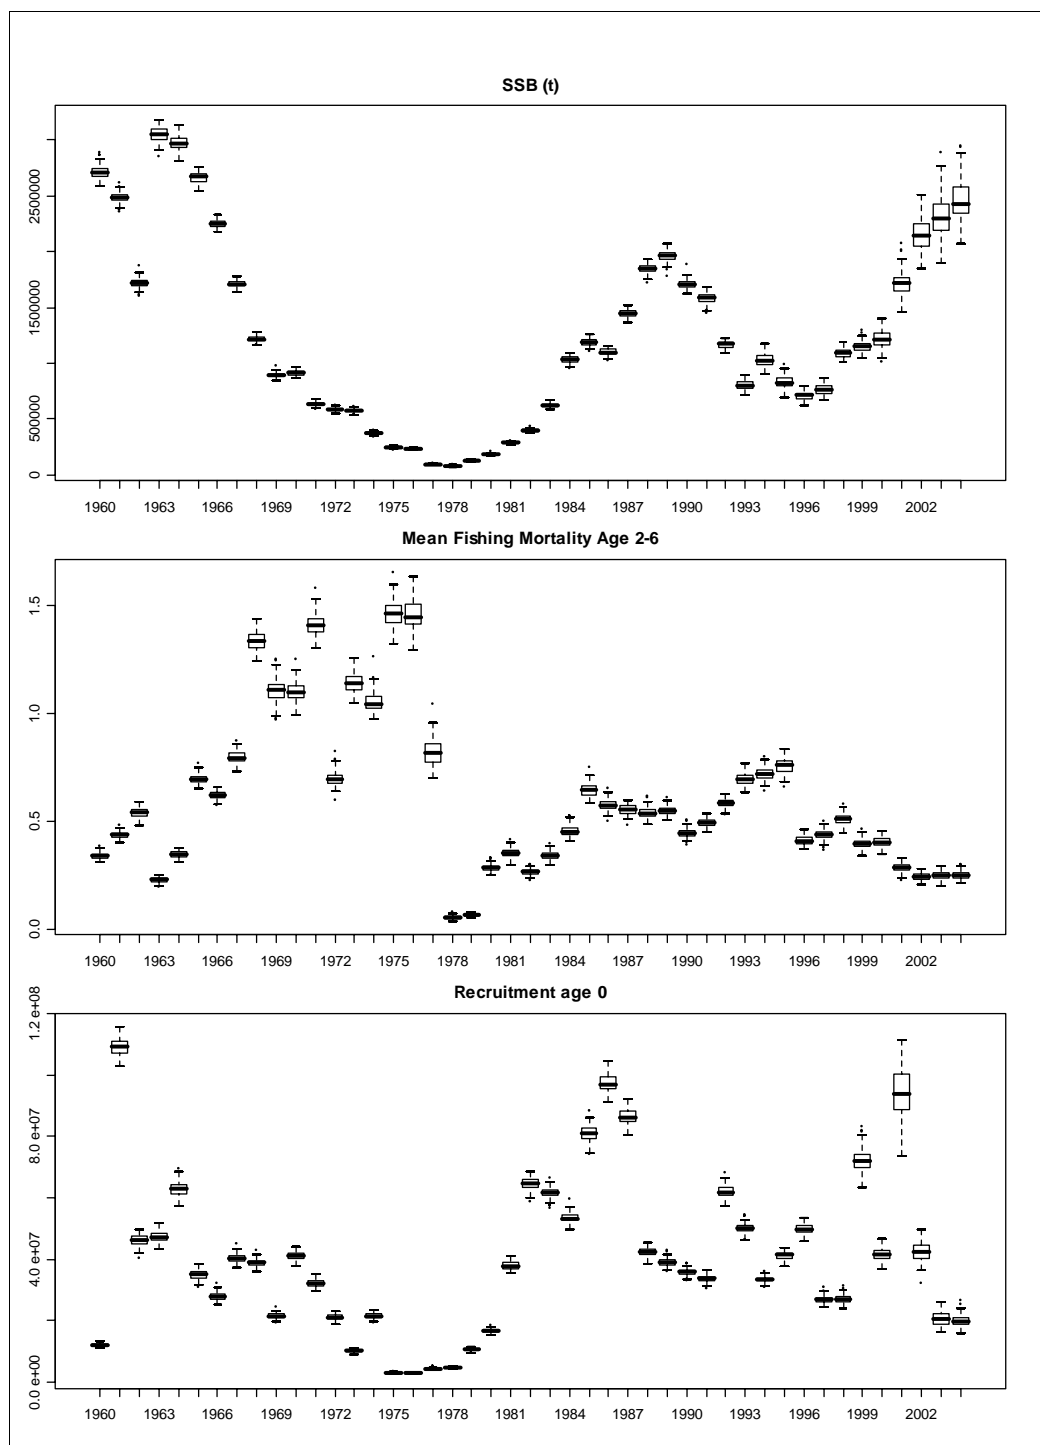 SSB (t)
2500000
1500000
500000
0
1960 1963 1966 1969 1972 1975 1978 1981 1984 1987 1990 1993 1996 1999 2002
Mean Fishing Mortality Age 2-6
1.5
1.0
0.5
0.0
1960 1963 1966 1969 1972 1975 1978 1981 1984 1987 1990 1993 1996 1999 2002
Recruitment age 0
1.2 e+08
8.0 e+07
4.0 e+07
0.0 e+00
1960 1963 1966 1969 1972 1975 1978 1981 1984 1987 1990 1993 1996 1999 2002